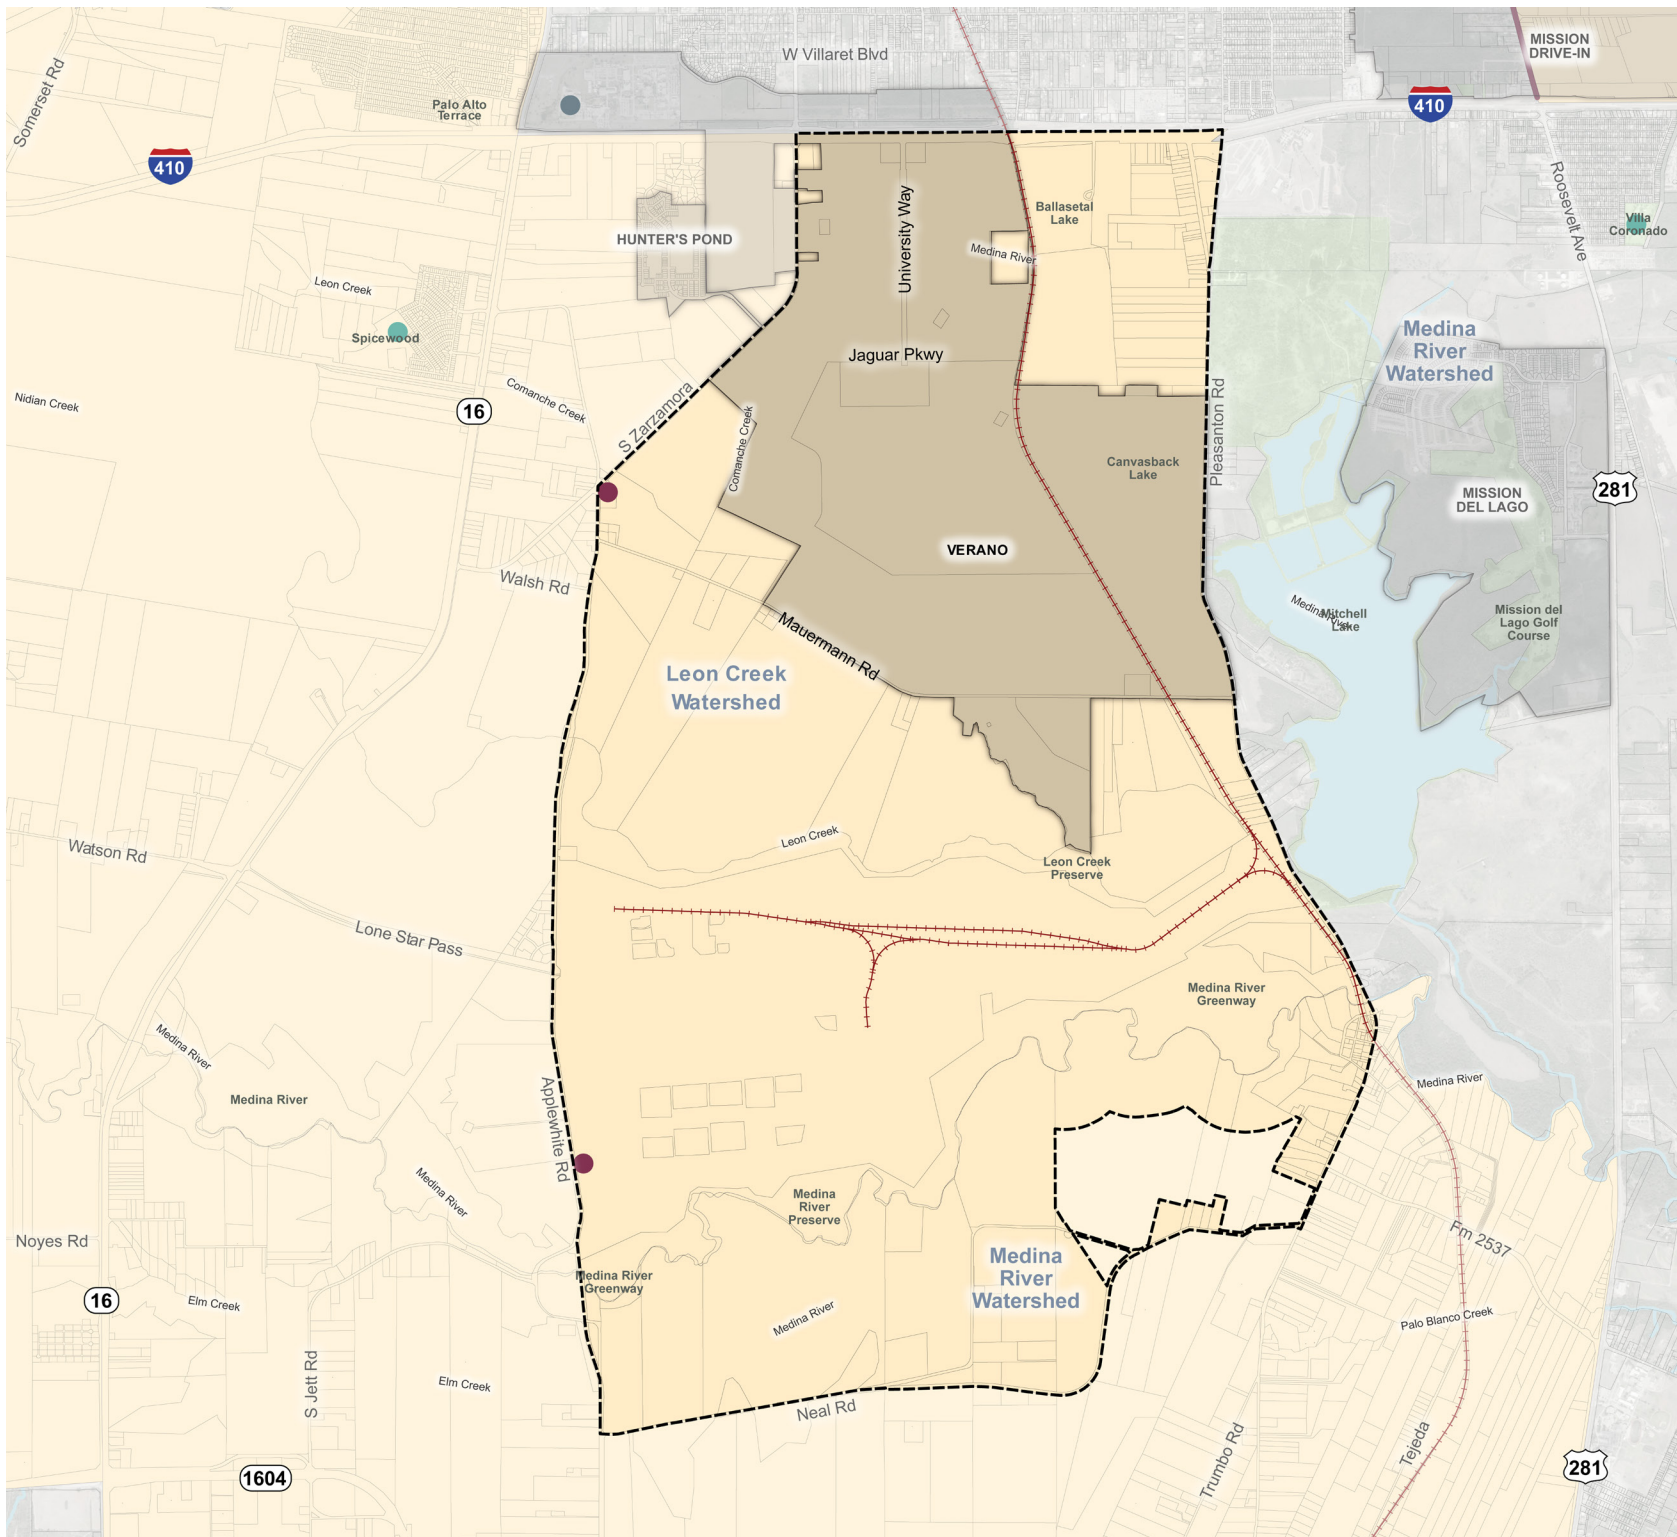 W Villaret Blvd
MISSION
DRIVE-IN
Somerset Rd
Palo Alto
Terrace
410
410
Roosevelt Ave
Villa
Coronado
University Way
Ballasetal
Lake
HUNTER'S POND
Medina River
Leon Creek
Spicewood
Jaguar Pkwy
Medina
River
Watershed
Nidian Creek
Comanche Creek
16
S Zarzamora
Comanche Creek
Pleasanton Rd
Canvasback
Lake
MISSION
DEL LAGO
281
VERANO
Walsh Rd
Medina River
Mitchell
Lake
Mission del
Lago Golf
Course
Mauermann Rd
Leon Creek
Watershed
Watson Rd
Leon Creek
Leon Creek
Preserve
Lone Star Pass
Medina River
Greenway
Medina River
Medina River
Medina River
Applewhite Rd
Medina River
Medina
River
Preserve
Noyes Rd
Fm 2537
Medina
River
Watershed
Medina River
Greenway
16
Elm Creek
Medina River
Palo Blanco Creek
S Jett Rd
Elm Creek
Neal Rd
Trumbo Rd
Tejeda
1604
281